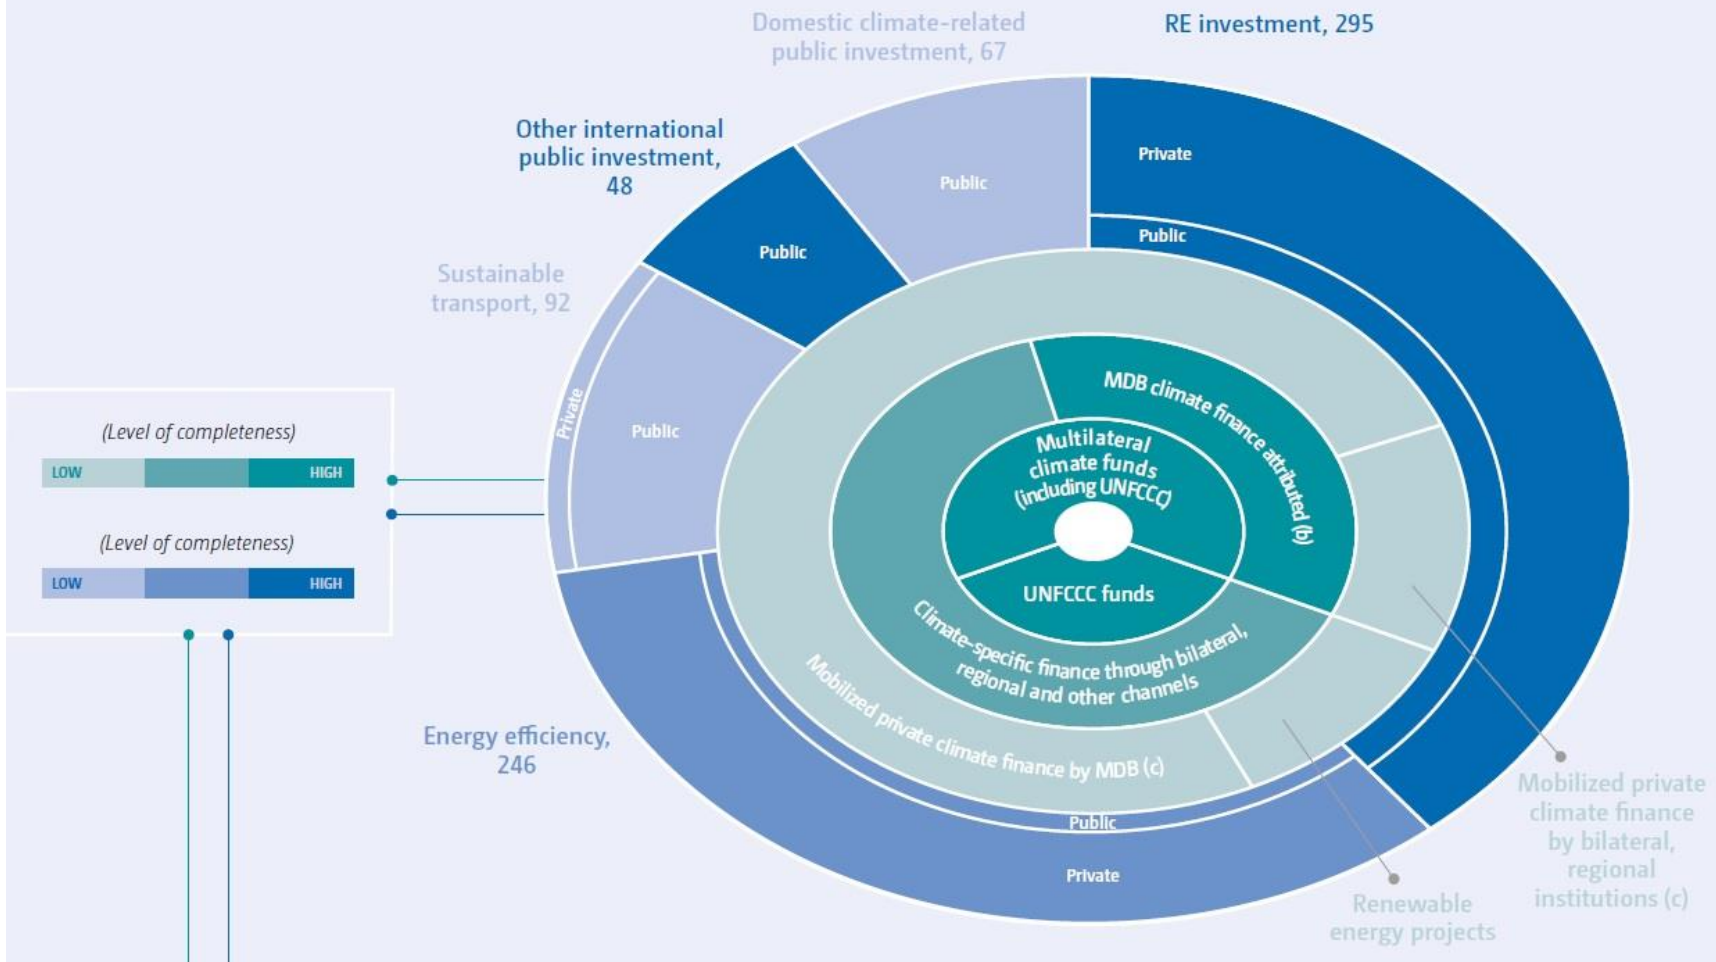 Domestic climate-related
public investment, 67
RE investment, 295
Other international
public investment,
48
Private
Public
Public
Public
Sustainable
transport, 92
Private
Public
MDB climate finance attributed (b)
Multilateral
climate funds
(including UNFCCC)
UNFCCC funds
Climate-specific finance through bilateral,
regional and other channels
Mobilized private climate finance by MDB (c)
(Level of completeness)
LOW HIGH
(Level of completeness)
LOW HIGH
Energy efficiency,
246
Public
Private
Mobilized private
climate finance
by bilateral,
regional
institutions (c)
Renewable
energy projects